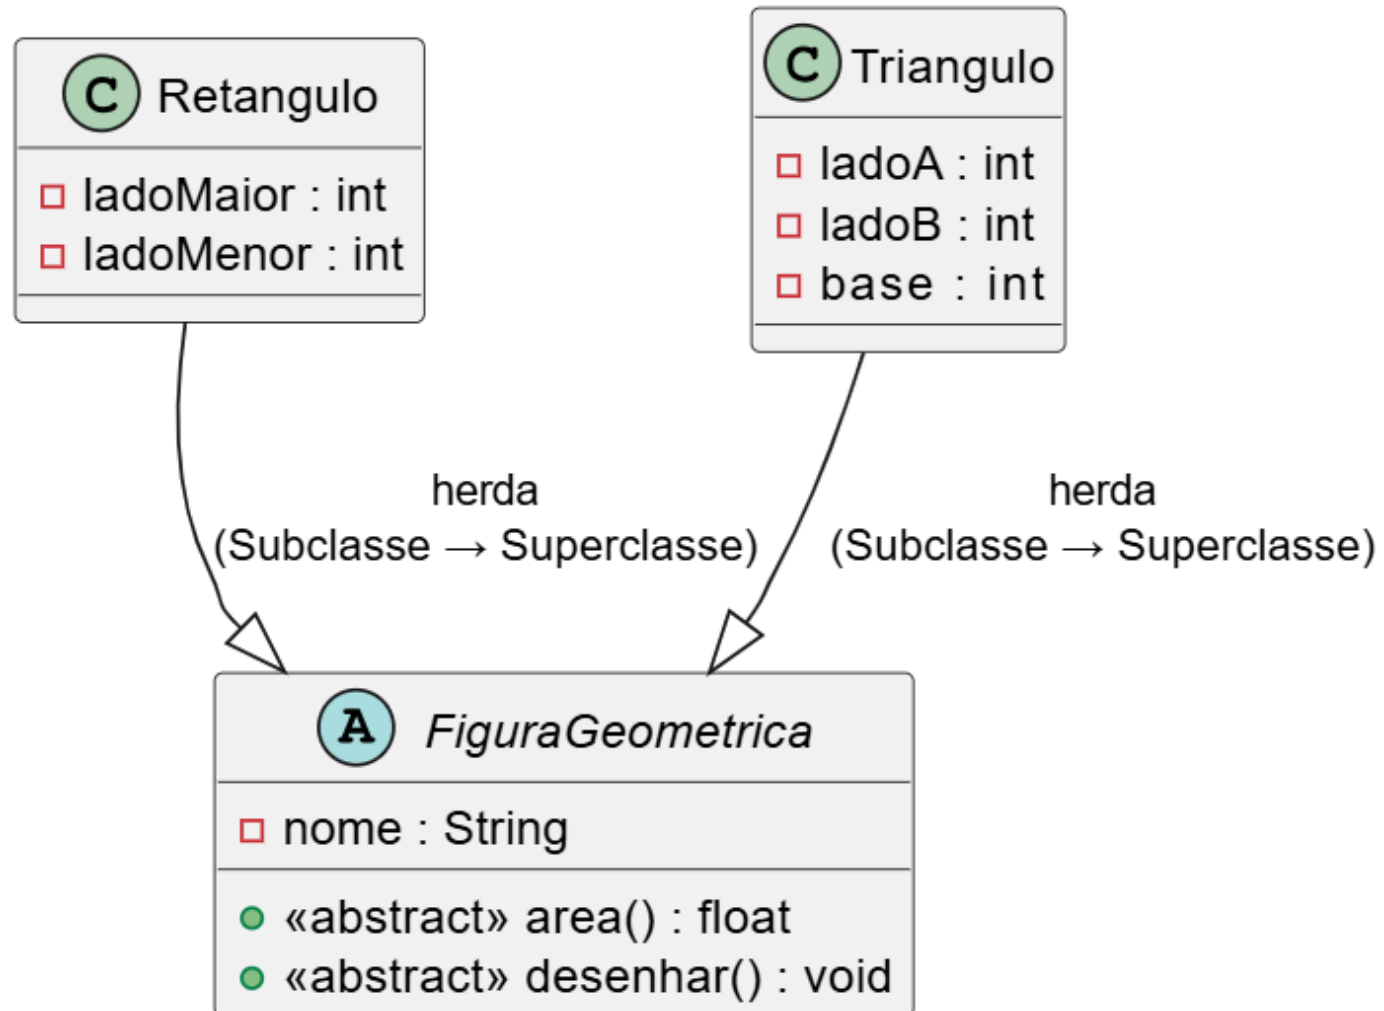 C Retangulo
ladoMaior : int
ladoMenor : int
C Triangulo
ladoA : int
ladoB : int
base : int
herda
(Subclasse → Superclasse)
herda
(Subclasse → Superclasse)
A FiguraGeometrica
nome : String
«abstract» area() : float
«abstract» desenhar() : void